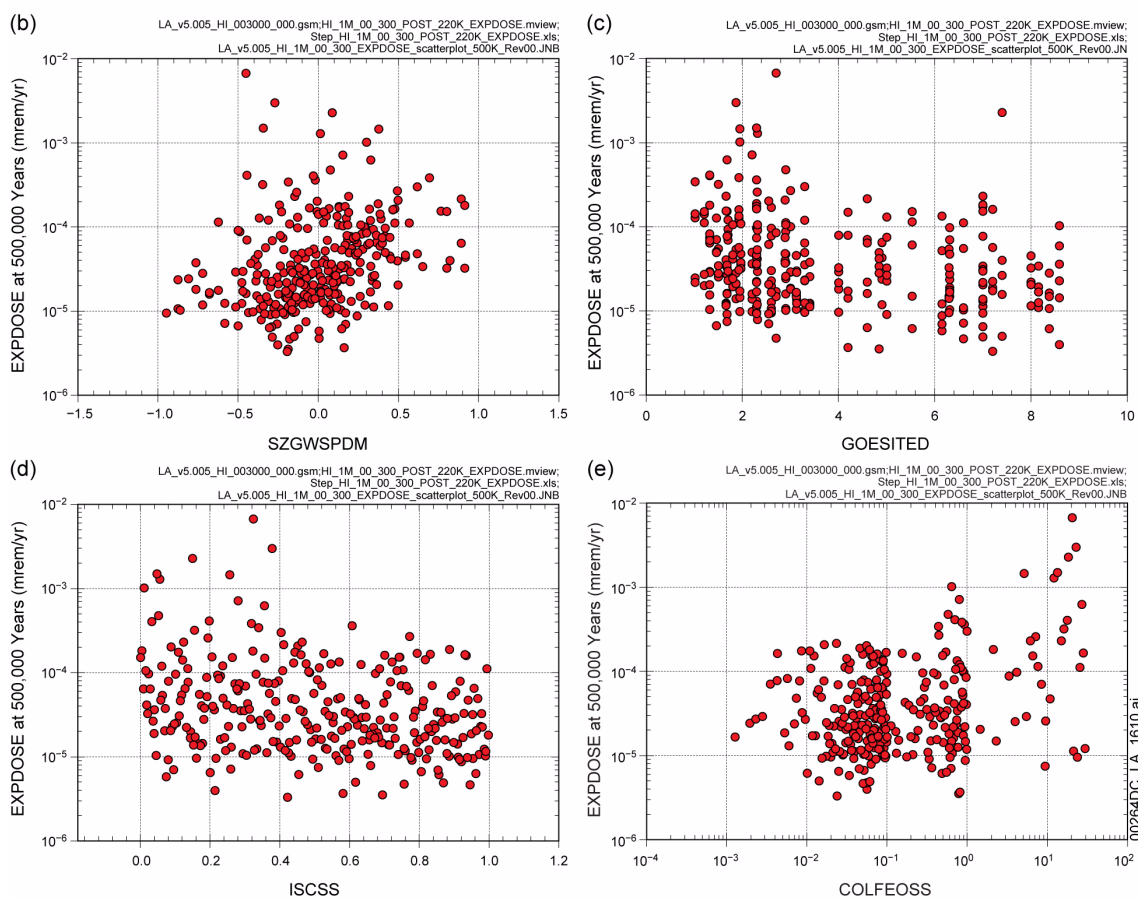 (b)
LA_v5.005_HI_003000_000.gsm;HI_1M_00_300_POST_220K_EXPDOSE.mview;
Step_HI_1M_00_300_POST_220K_EXPDOSE.xls;
LA_v5.005_HI_1M_00_300_EXPDOSE_scatterplot_500K_Rev00.JNB
EXPDOSE at 500,000 Years (mrem/yr)
10⁻²
10⁻³
10⁻⁴
10⁻⁵
10⁻⁶
−1.5 −1.0 −0.5 0.0 0.5 1.0 1.5
SZGWSPDM
(c)
LA_v5.005_HI_003000_000.gsm;HI_1M_00_300_POST_220K_EXPDOSE.mview;
Step_HI_1M_00_300_POST_220K_EXPDOSE.xls;
LA_v5.005_HI_1M_00_300_EXPDOSE_scatterplot_500K_Rev00.JN
EXPDOSE at 500,000 Years (mrem/yr)
10⁻²
10⁻³
10⁻⁴
10⁻⁵
10⁻⁶
0 2 4 6 8 10
GOESITED
(d)
LA_v5.005_HI_003000_000.gsm;HI_1M_00_300_POST_220K_EXPDOSE.mview;
Step_HI_1M_00_300_POST_220K_EXPDOSE.xls;
LA_v5.005_HI_1M_00_300_EXPDOSE_scatterplot_500K_Rev00.JNB
EXPDOSE at 500,000 Years (mrem/yr)
10⁻²
10⁻³
10⁻⁴
10⁻⁵
10⁻⁶
0.0 0.2 0.4 0.6 0.8 1.0 1.2
ISCSS
(e)
LA_v5.005_HI_003000_000.gsm;HI_1M_00_300_POST_220K_EXPDOSE.mview;
Step_HI_1M_00_300_POST_220K_EXPDOSE.xls;
LA_v5.005_HI_1M_00_300_EXPDOSE_scatterplot_500K_Rev00.JNB
EXPDOSE at 500,000 Years (mrem/yr)
10⁻²
10⁻³
10⁻⁴
10⁻⁵
10⁻⁶
10⁻⁴ 10⁻³ 10⁻² 10⁻¹ 10⁰ 10¹ 10²
COLFEOSS
00264DC_LA_1610.ai